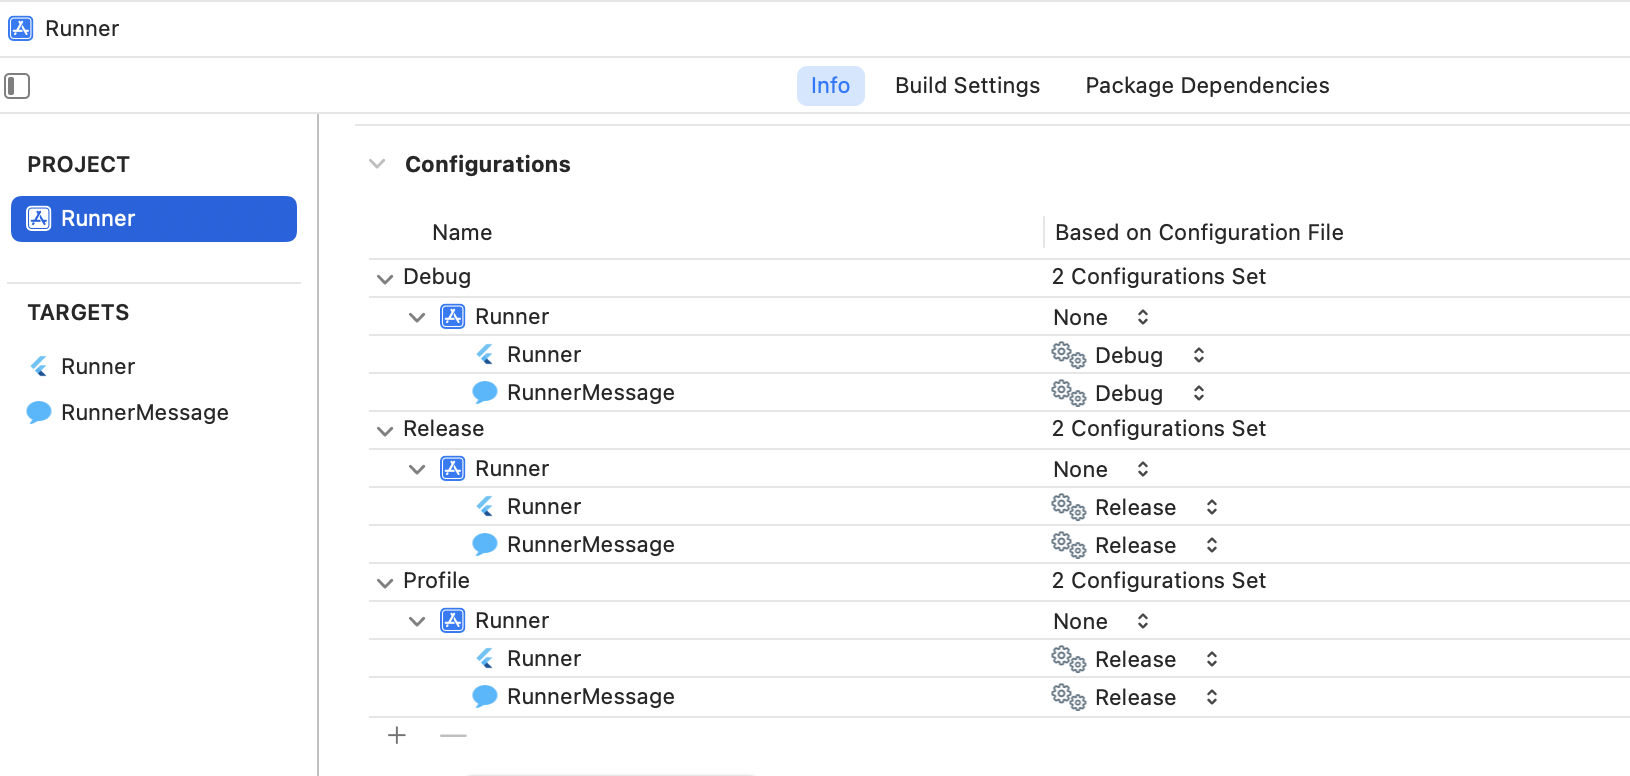 Runner
Info Build Settings Package Dependencies
PROJECT
Runner
TARGETS
Runner
RunnerMessage
Configurations
Name Based on Configuration File
Debug 2 Configurations Set
Runner None
Runner Debug
RunnerMessage Debug
Release 2 Configurations Set
Runner None
Runner Release
RunnerMessage Release
Profile 2 Configurations Set
Runner None
Runner Release
RunnerMessage Release